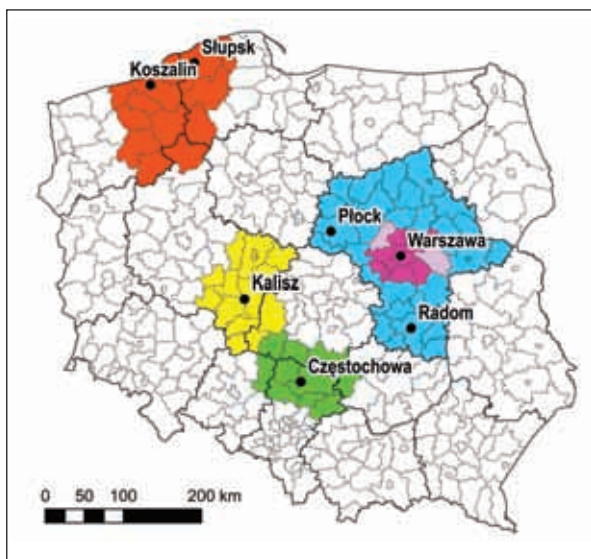 Słupsk
Koszalin
Płock
Warszawa
Kalisz
Radom
Częstochowa
0 50 100 200 km